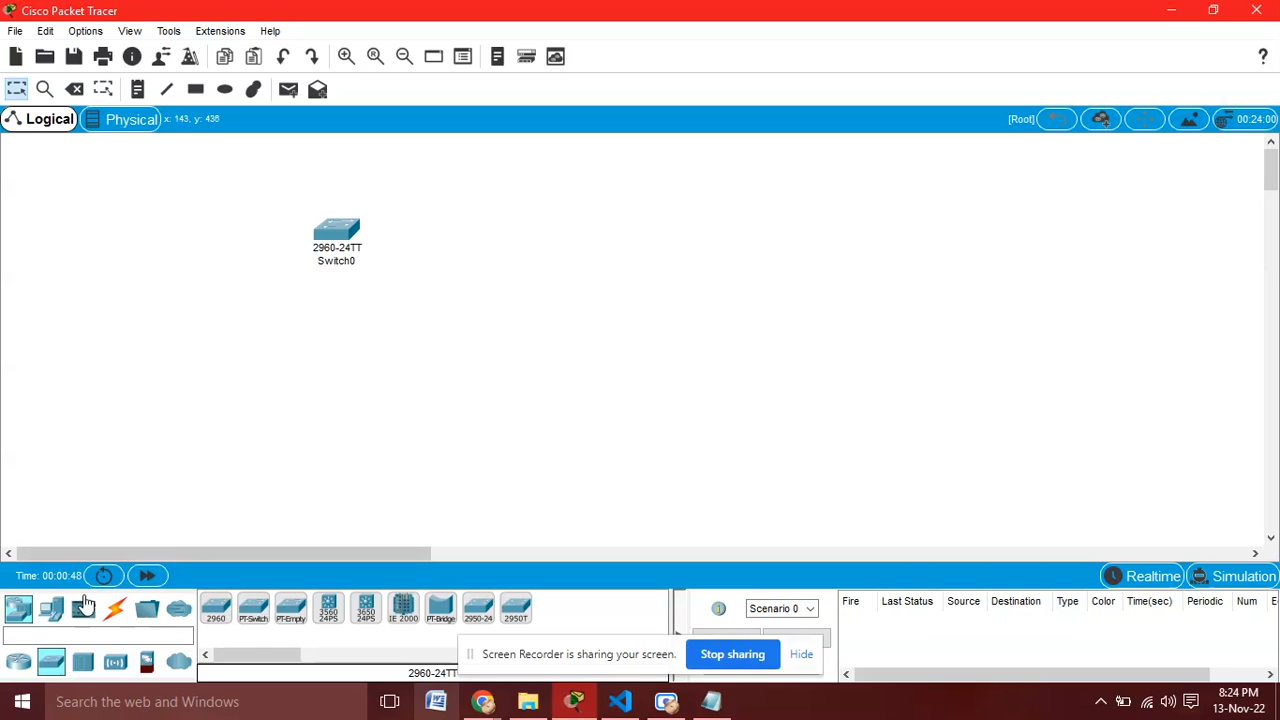 Cisco Packet Tracer
File Edit Options View Tools Extensions Help
Logical Physical x: 143, y: 436 [Root] 00:24:00
2960-24TT
Switch0
Time: 00:00:48 Realtime Simulation
2960 PT-Switch PT-Empty 3560 24PS 3650 24PS IE 2000 PT-Bridge 2950-24 2950T
Scenario 0
Fire Last Status Source Destination Type Color Time(sec) Periodic Num E
Screen Recorder is sharing your screen. Stop sharing Hide
2960-24TT
Search the web and Windows
8:24 PM
13-Nov-22